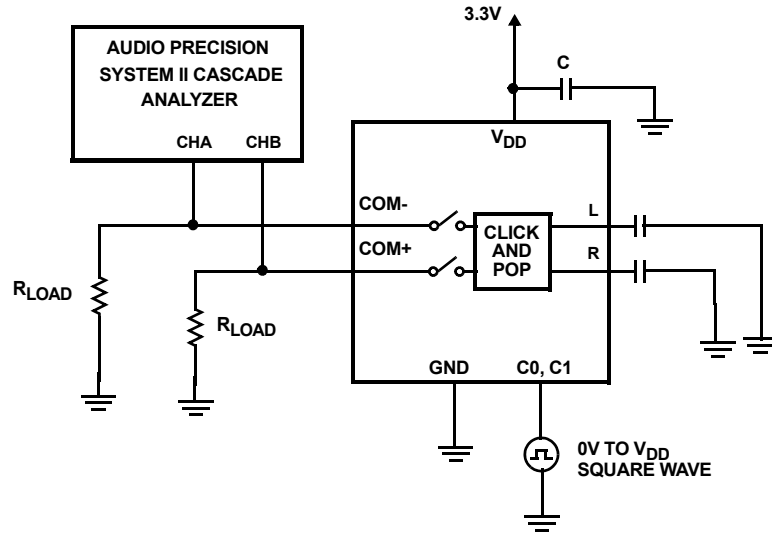 3.3V
C
AUDIO PRECISION
SYSTEM II CASCADE
ANALYZER
CHA CHB
VDD
COM-
COM+
CLICK
AND
POP
L
R
RLOAD
RLOAD
GND C0, C1
0V TO VDD
SQUARE WAVE